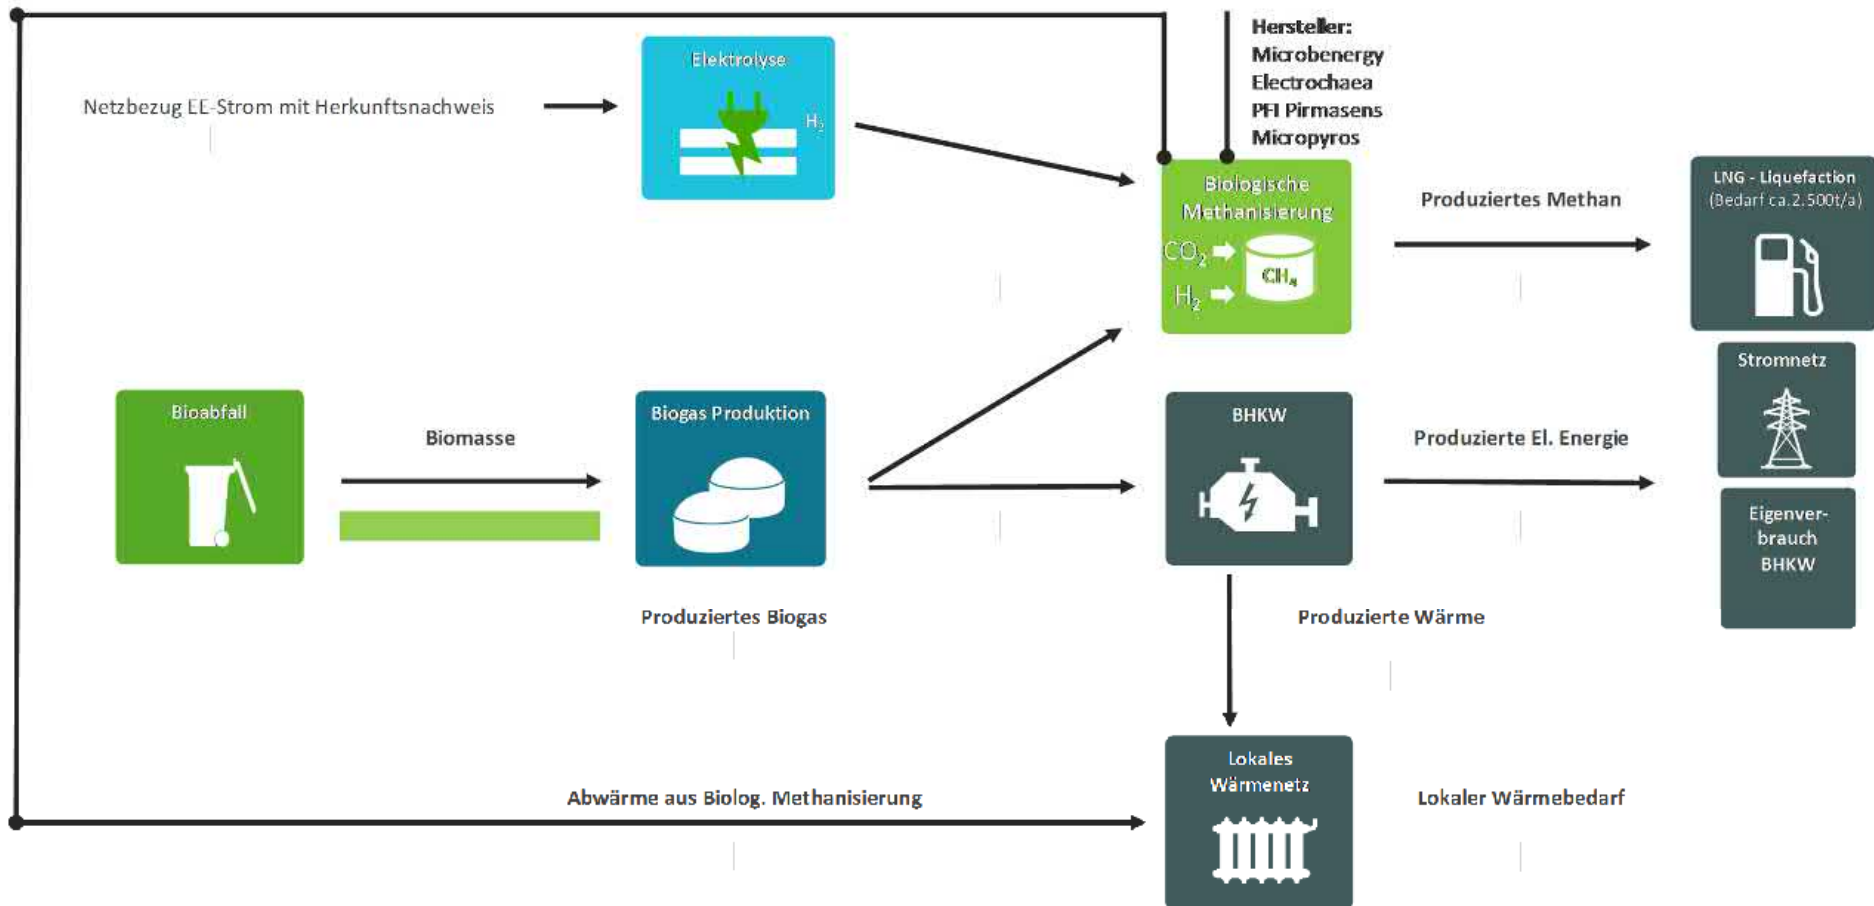 Hersteller:
Microbenergy
Electrochaea
PFI Pirmasens
Micropyros
Elektrolyse
H2
Netzbezug EE-Strom mit Herkunftsnachweis
Biologische
Methanisierung
CO2
CH4
H2
Produziertes Methan
LNG - Liquefaction
(Bedarf ca.2.500t/a)
Stromnetz
Bioabfall
Biomasse
Biogas Produktion
BHKW
Produzierte El. Energie
Eigenver-
brauch
BHKW
Produziertes Biogas
Produzierte Wärme
Lokales
Wärmenetz
Abwärme aus Biolog. Methanisierung
Lokaler Wärmebedarf